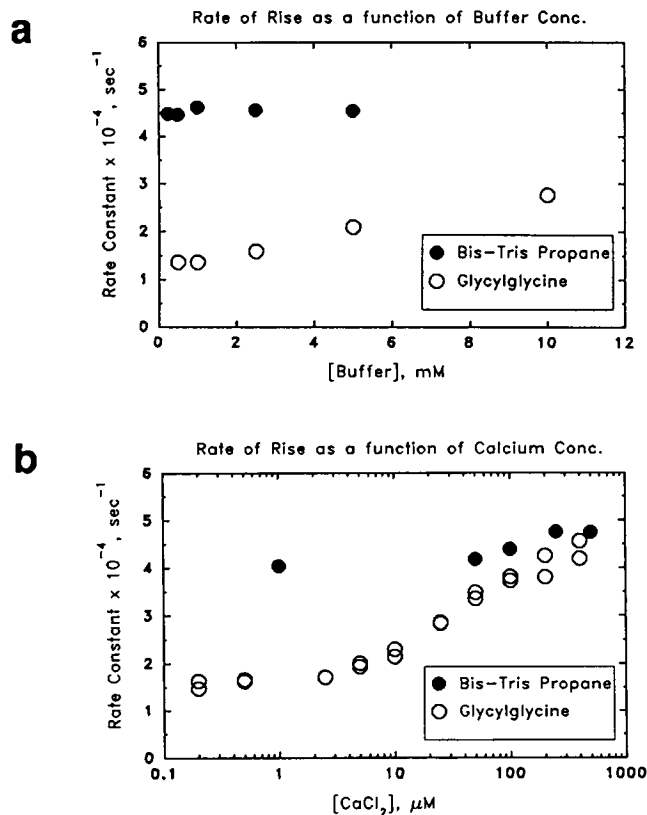 a
Rate of Rise as a function of Buffer Conc.
Rate Constant x 10⁻⁴, sec⁻¹
6
5
4
3
2
1
0
0 2 4 6 8 10 12
[Buffer], mM
Bis-Tris Propane
Glycylglycine
b
Rate of Rise as a function of Calcium Conc.
Rate Constant x 10⁻⁴, sec⁻¹
6
5
4
3
2
1
0
0.1 1 10 100 1000
[CaCl₂], μM
Bis-Tris Propane
Glycylglycine